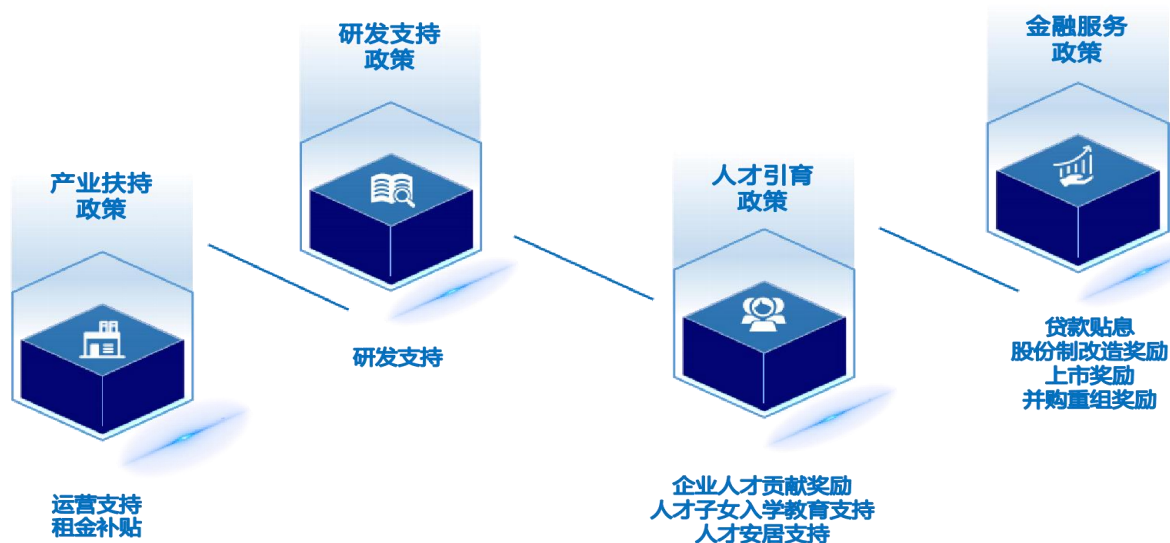 产业扶持
政策
运营支持
租金补贴
研发支持
政策
研发支持
人才引育
政策
企业人才贡献奖励
人才子女入学教育支持
人才安居支持
金融服务
政策
贷款贴息
股份制改造奖励
上市奖励
并购重组奖励